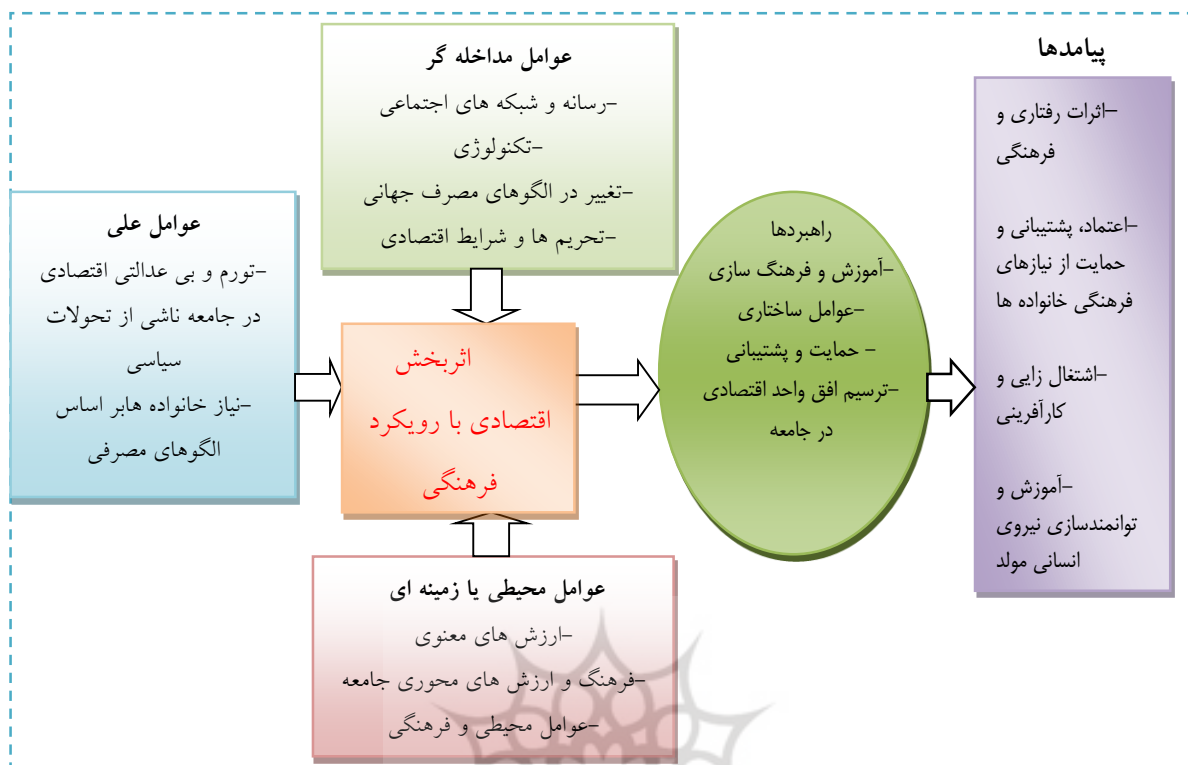 عوامل مداخله گر
-رسانه و شبکه های اجتماعی
-تکنولوژی
-تغییر در الگوهای مصرف جهانی
-تحریم ها و شرایط اقتصادی
پیامدها
-اثرات رفتاری و
فرهنگی
-اعتماد، پشتیبانی و
حمایت از نیازهای
فرهنگی خانواده ها
-اشتغال زایی و
کارآفرینی
-آموزش و
توانمندسازی نیروی
انسانی مولد
راهبردها
-آموزش و فرهنگ سازی
-عوامل ساختاری
- حمایت و پشتیبانی
-ترسیم افق واحد اقتصادی
در جامعه
اثربخش
اقتصادی با رویکرد
فرهنگی
عوامل علی
-تورم و بی عدالتی اقتصادی
در جامعه ناشی از تحولات
سیاسی
-نیاز خانواده هابر اساس
الگوهای مصرفی
عوامل محیطی یا زمینه ای
-ارزش های معنوی
-فرهنگ و ارزش های محوری جامعه
-عوامل محیطی و فرهنگی